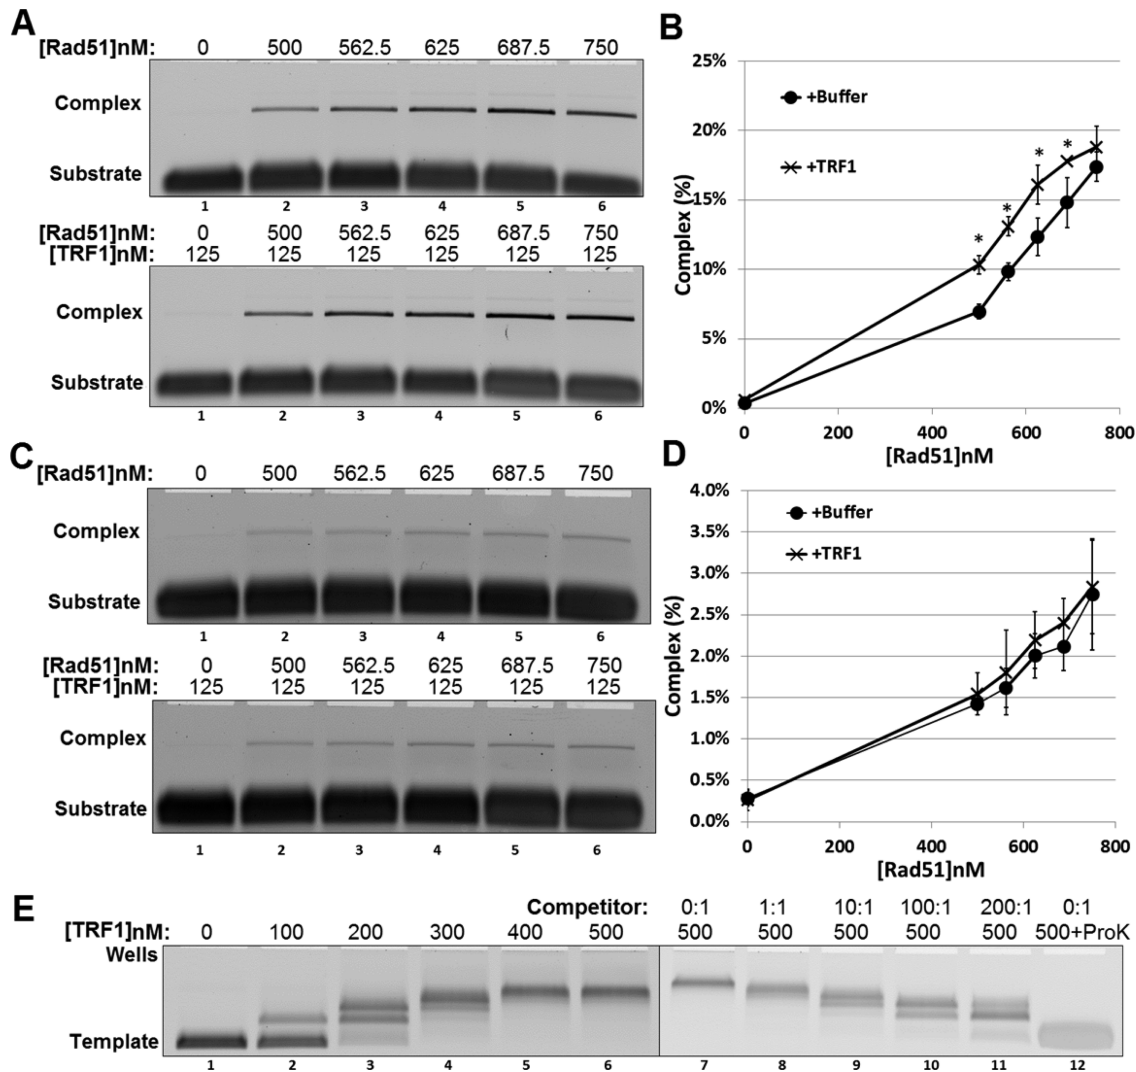 A
[Rad51]nM: 0 500 562.5 625 687.5 750
Complex
Substrate
1 2 3 4 5 6
[Rad51]nM: 0 500 562.5 625 687.5 750
[TRF1]nM: 125 125 125 125 125 125
Complex
Substrate
1 2 3 4 5 6
B
25%
20%
15%
10%
5%
0%
Complex (%)
+Buffer
+TRF1
* * * *
0 200 400 600 800
[Rad51]nM
C
[Rad51]nM: 0 500 562.5 625 687.5 750
Complex
Substrate
1 2 3 4 5 6
[Rad51]nM: 0 500 562.5 625 687.5 750
[TRF1]nM: 125 125 125 125 125 125
Complex
Substrate
1 2 3 4 5 6
D
4.0%
3.5%
3.0%
2.5%
2.0%
1.5%
1.0%
0.5%
0.0%
Complex (%)
+Buffer
+TRF1
0 200 400 600 800
[Rad51]nM
E
Competitor: 0:1 1:1 10:1 100:1 200:1 0:1
[TRF1]nM: 0 100 200 300 400 500 500 500 500 500 500 500+ProK
Wells
Template
1 2 3 4 5 6 7 8 9 10 11 12